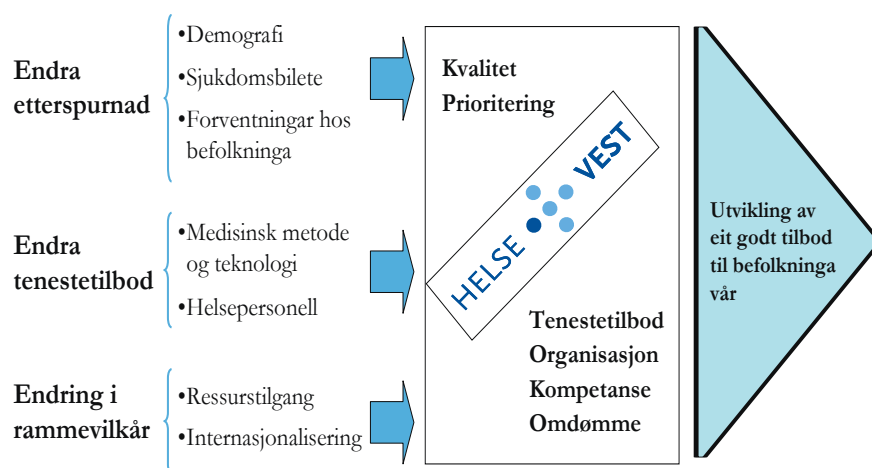 Endra
etterspurnad
•Demografi
•Sjukdomsbilete
•Forventningar hos
befolkninga
Endra
tenestetilbod
•Medisinsk metode
og teknologi
•Helsepersonell
Endring i
rammevilkår
•Ressurstilgang
•Internasjonalisering
Kvalitet
Prioritering
HELSE VEST
Tenestetilbod
Organisasjon
Kompetanse
Omdømme
Utvikling av
eit godt tilbod
til befolkninga
vår